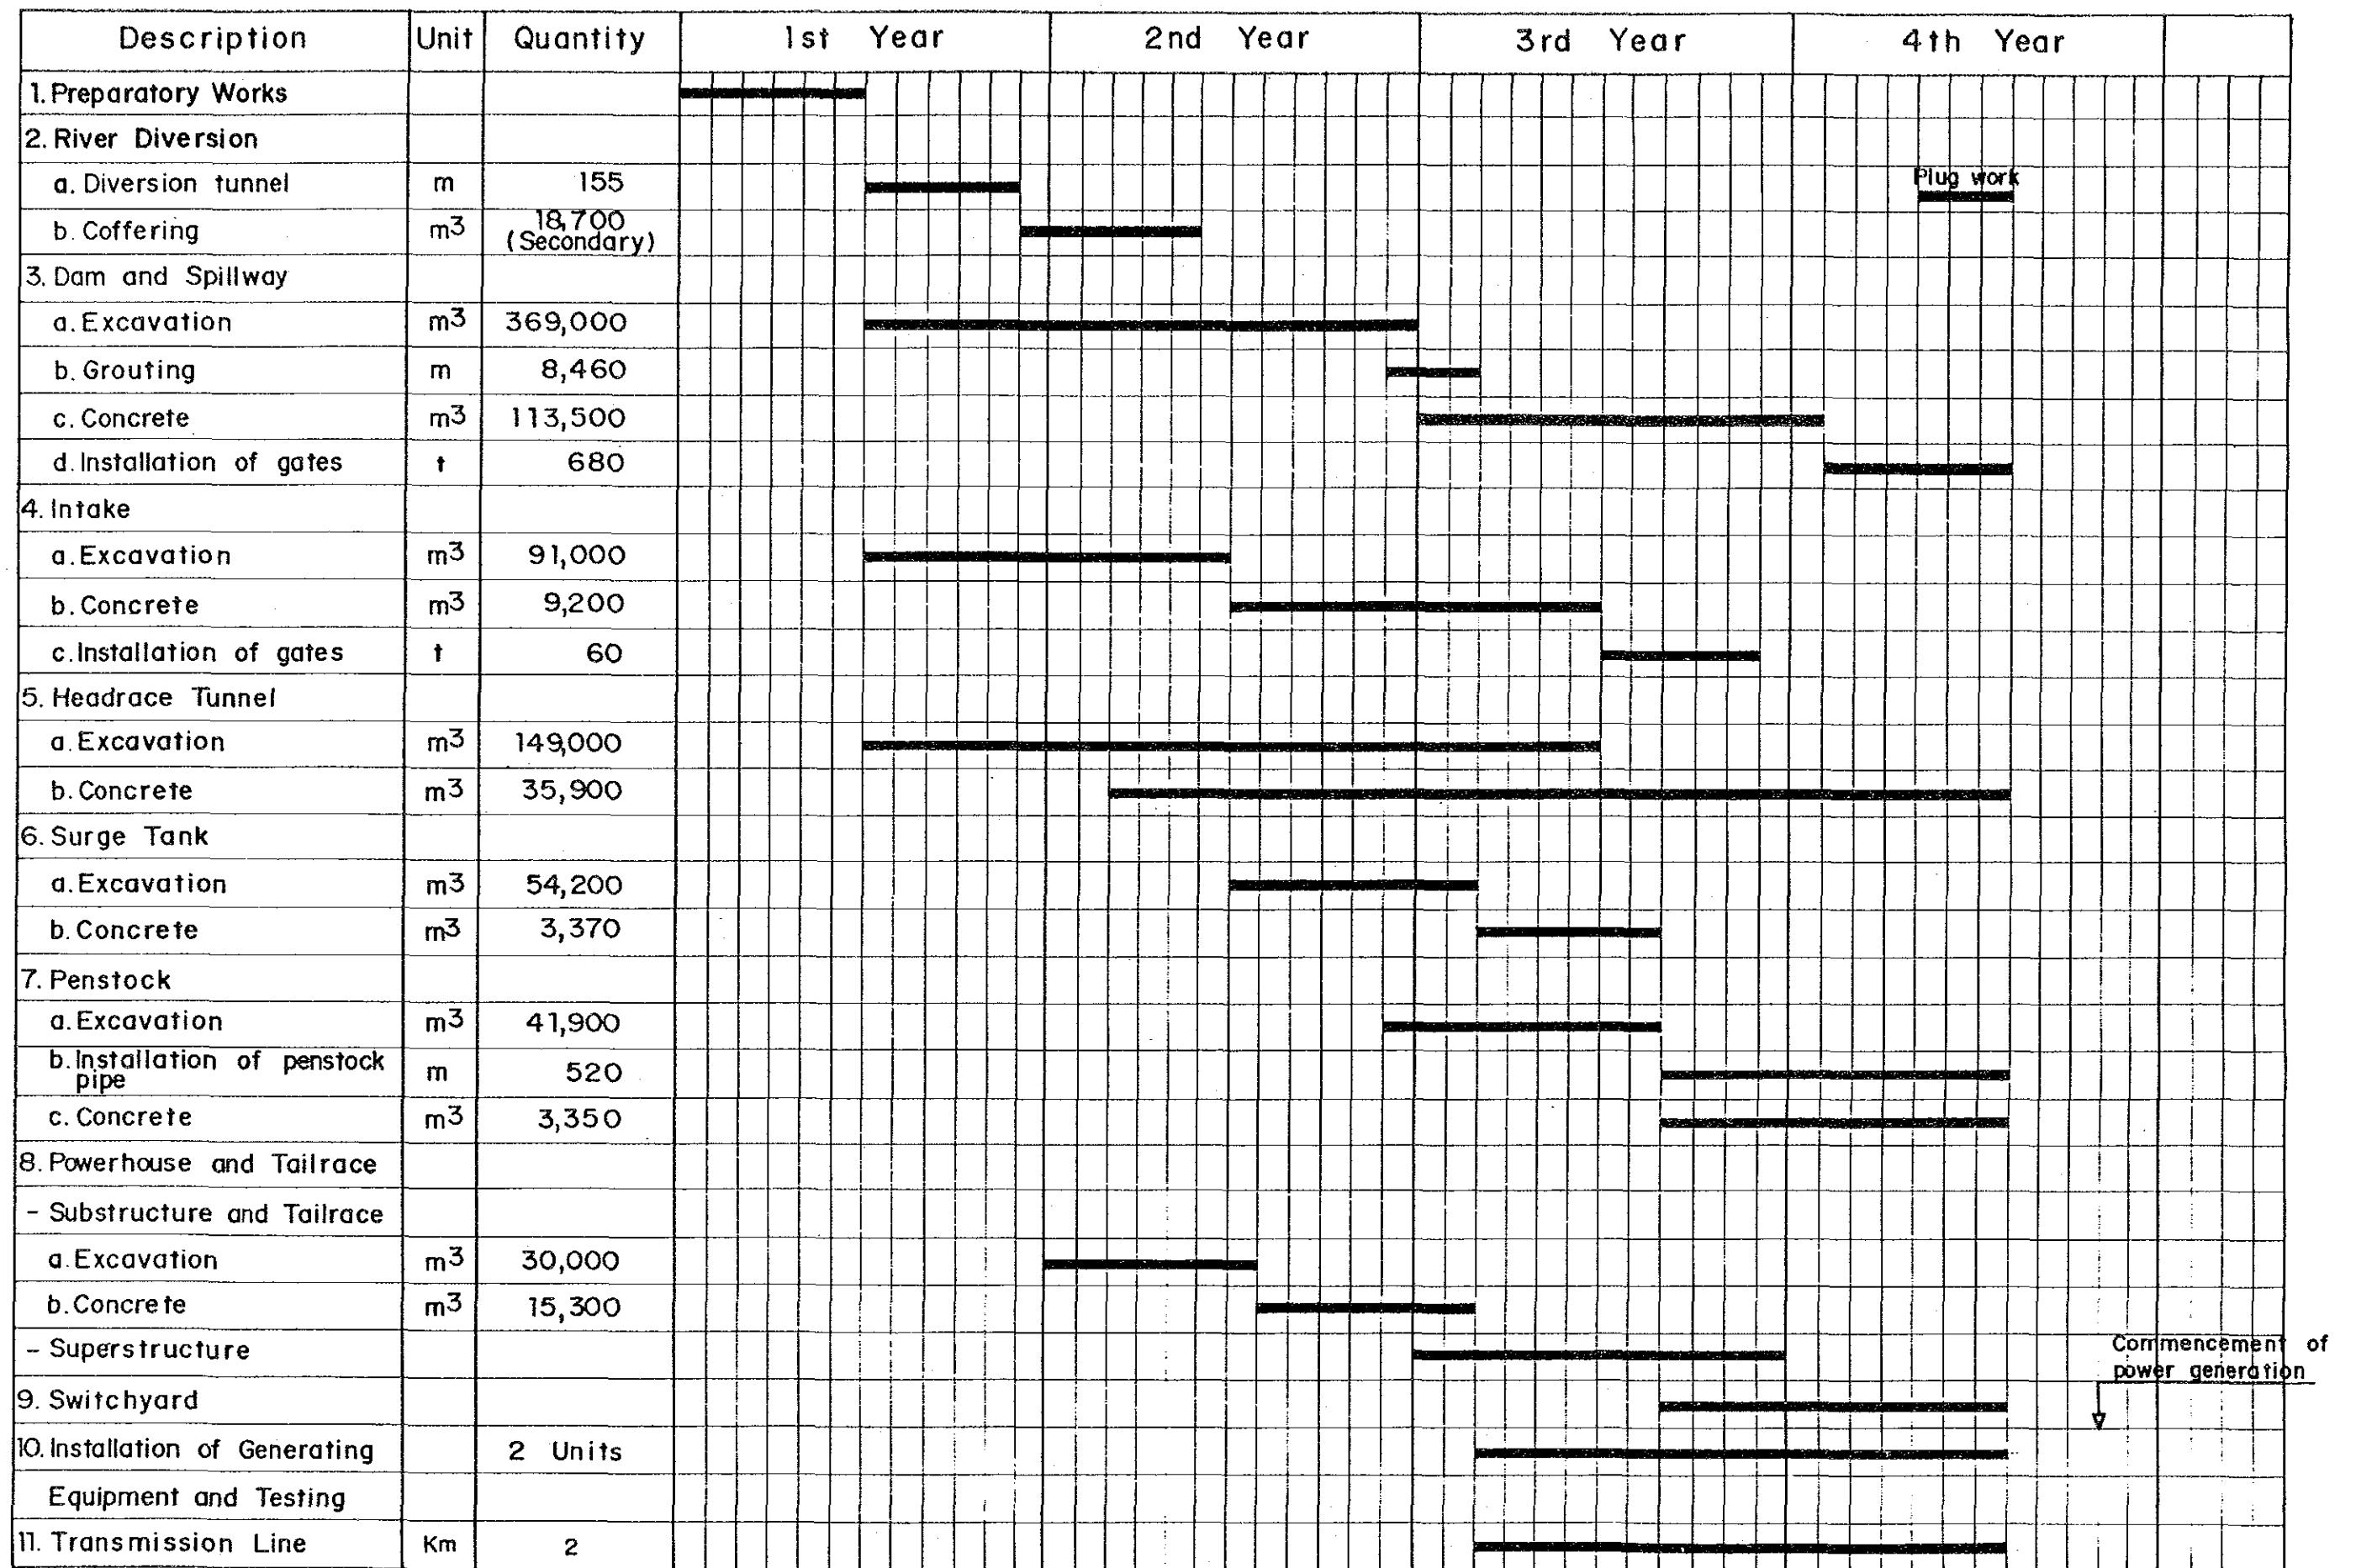 Description Unit Quantity 1st Year 2nd Year 3rd Year 4th Year
1. Preparatory Works
2. River Diversion
a. Diversion tunnel m 155 Plug work
b. Coffering m3 18,700
(Secondary)
3. Dam and Spillway
a. Excavation m3 369,000
b. Grouting m 8,460
c. Concrete m3 113,500
d. Installation of gates t 680
4. Intake
a. Excavation m3 91,000
b. Concrete m3 9,200
c. Installation of gates t 60
5. Headrace Tunnel
a. Excavation m3 149,000
b. Concrete m3 35,900
6. Surge Tank
a. Excavation m3 54,200
b. Concrete m3 3,370
7. Penstock
a. Excavation m3 41,900
b. Installation of penstock
pipe m 520
c. Concrete m3 3,350
8. Powerhouse and Tailrace
- Substructure and Tailrace
a. Excavation m3 30,000
b. Concrete m3 15,300
- Superstructure
Commencement of
power generation
9. Switchyard
10. Installation of Generating 2 Units
Equipment and Testing
11. Transmission Line Km 2